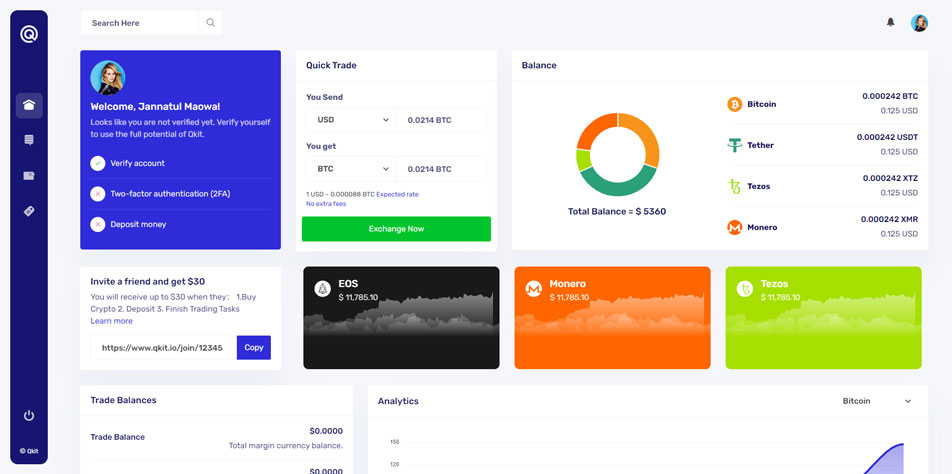 Search Here
Welcome, Jannatul Maowa!
Looks like you are not verified yet. Verify yourself
to use the full potential of Qkit.
Verify account
Two-factor authentication (2FA)
Deposit money
Quick Trade
You Send
USD 0.0214 BTC
You get
BTC 0.0214 BTC
1 USD ~ 0.000088 BTC Expected rate
No extra fees
Exchange Now
Balance
Total Balance = $ 5360
Bitcoin 0.000242 BTC
0.125 USD
Tether 0.000242 USDT
0.125 USD
Tezos 0.000242 XTZ
0.125 USD
Monero 0.000242 XMR
0.125 USD
Invite a friend and get $30
You will receive up to $30 when they: 1.Buy
Crypto 2. Deposit 3. Finish Trading Tasks
Learn more
https://www.qkit.io/join/12345 Copy
EOS
$ 11,785.10
Monero
$ 11,785.10
Tezos
$ 11,785.10
Trade Balances
Trade Balance $0.0000
Total margin currency balance.
$0.0000
Analytics Bitcoin
150
120
© Qkit